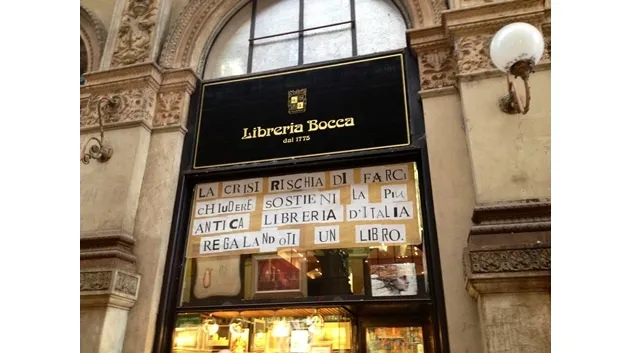 Libreria Bocca
dal 1775
LA CRISI RISCHIA DI FARCI
CHIUDERE SOSTIENI LA PIU
ANTICA LIBRERIA D'ITALIA
REGALANDOTI UN LIBRO.